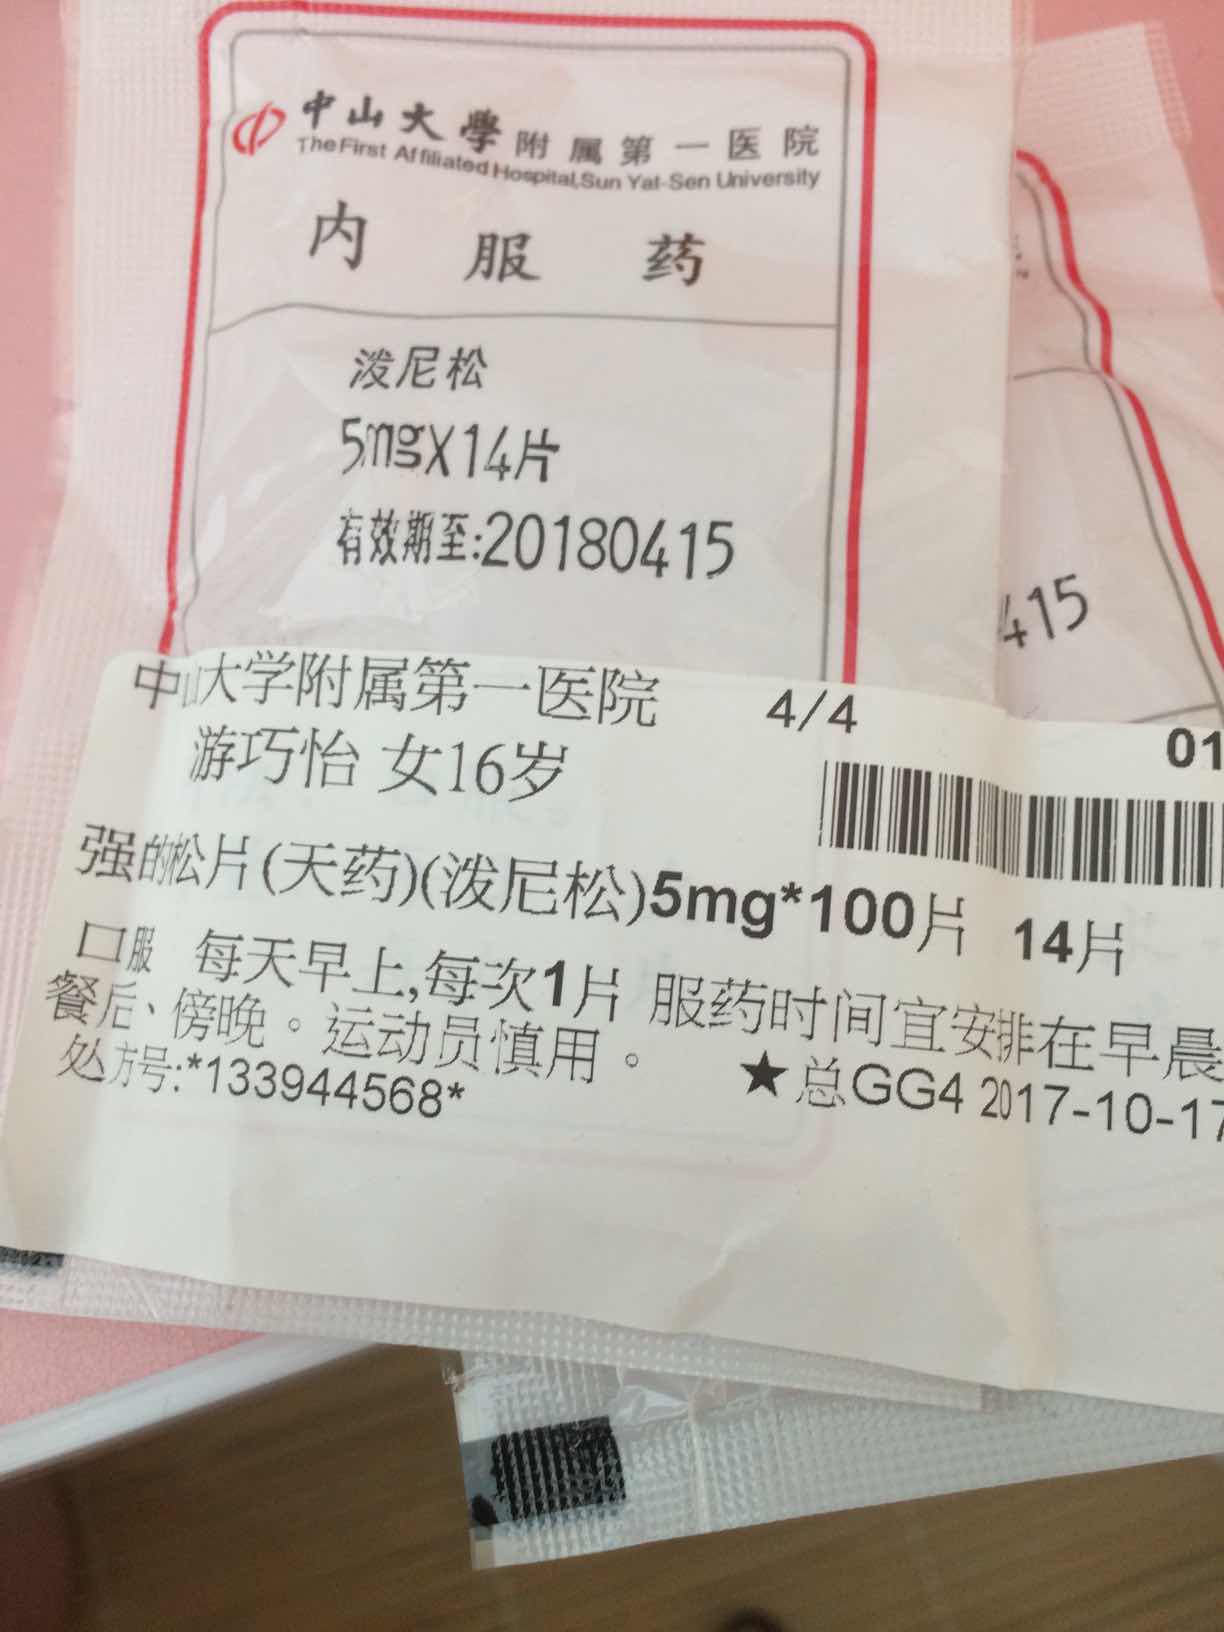 中山大學附属第一医院
The First Affiliated Hospital,Sun Yat-Sen University
内服药
泼尼松
5mgX14片
有效期至:20180415
415
中山大学附属第一医院 4/4
01
游巧怡 女16岁
强的松片(天药)(泼尼松)5mg*100片 14片
口服 每天早上,每次1片 服药时间宜安排在早晨
餐后、傍晚。运动员慎用。
处方号:*1339444568*
★总GG4 2017-10-17